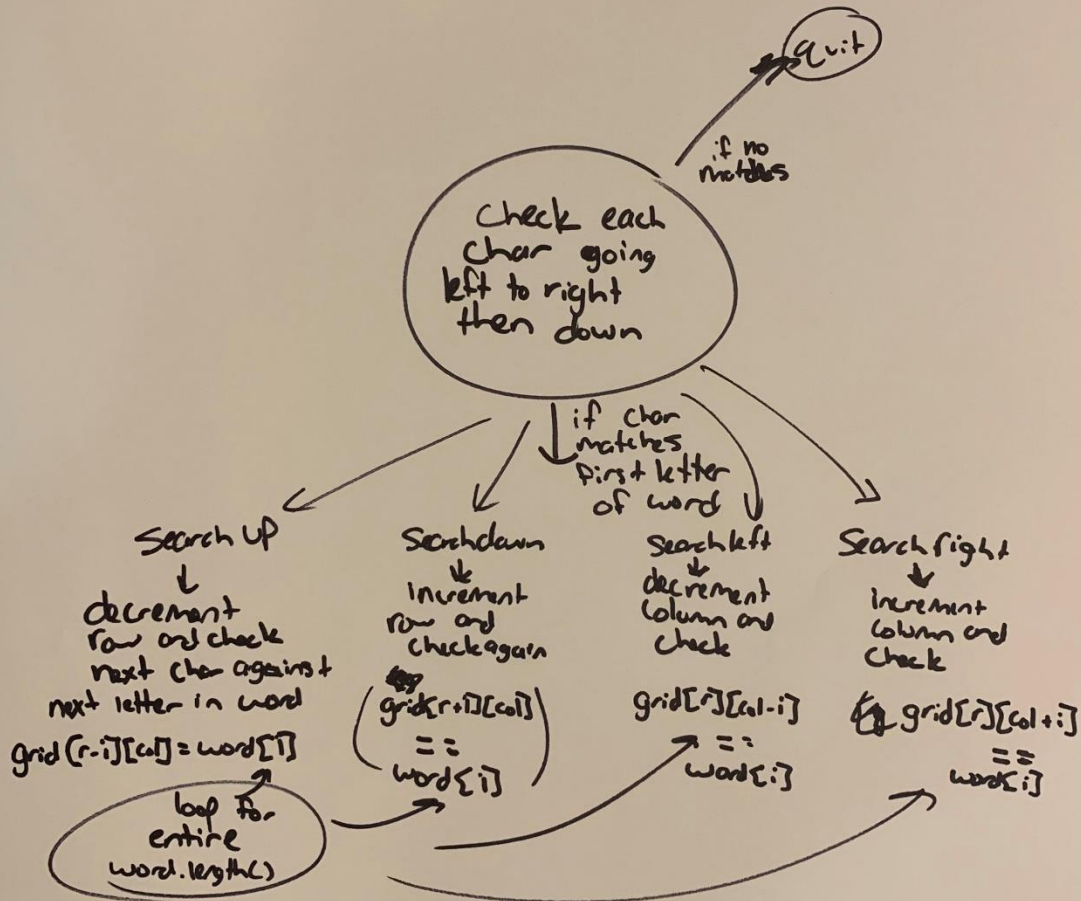 quit
if no
matches
Check each
char going
left to right
then down
if char
matches
first letter
of word
Search up
decrement
row and check
next char against
next letter in word
grid[r-i][col] = word[i]
Search down
increment
row and
check again
grid[r+i][col]
==
word[i]
Search left
decrement
column and
check
grid[r][col-i]
==
word[i]
Search right
increment
column and
check
grid[r][col+i]
==
word[i]
loop for
entire
word.length()